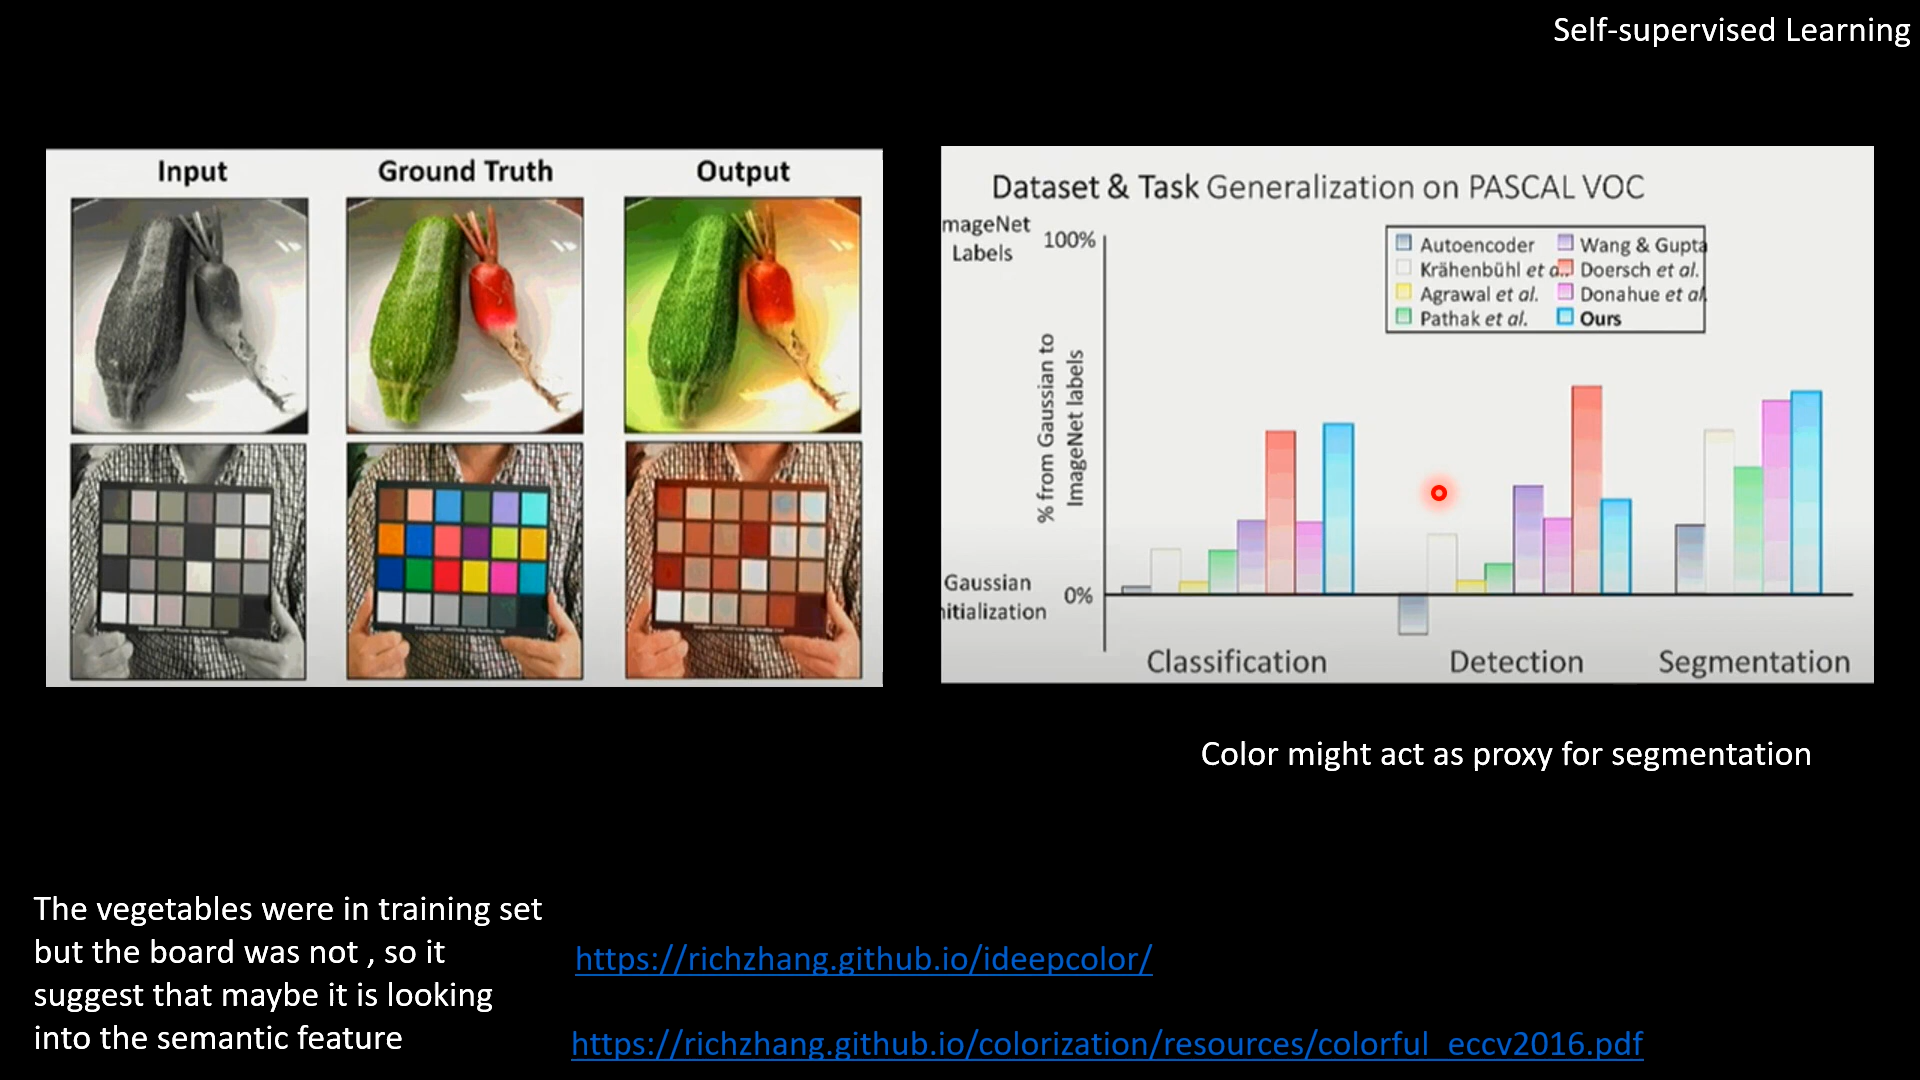 Self-supervised Learning
Input Ground Truth Output
Dataset & Task Generalization on PASCAL VOC
mageNet
Labels
100%
Autoencoder
Krähenbühl et a..
Agrawal et al.
Pathak et al.
Wang & Gupta
Doersch et al.
Donahue et al
Ours
% from Gaussian to
ImageNet labels
Gaussian
nitialization
0%
Classification Detection Segmentation
Color might act as proxy for segmentation
The vegetables were in training set
but the board was not , so it
suggest that maybe it is looking
into the semantic feature
https://richzhang.github.io/ideepcolor/
https://richzhang.github.io/colorization/resources/colorful_eccv2016.pdf